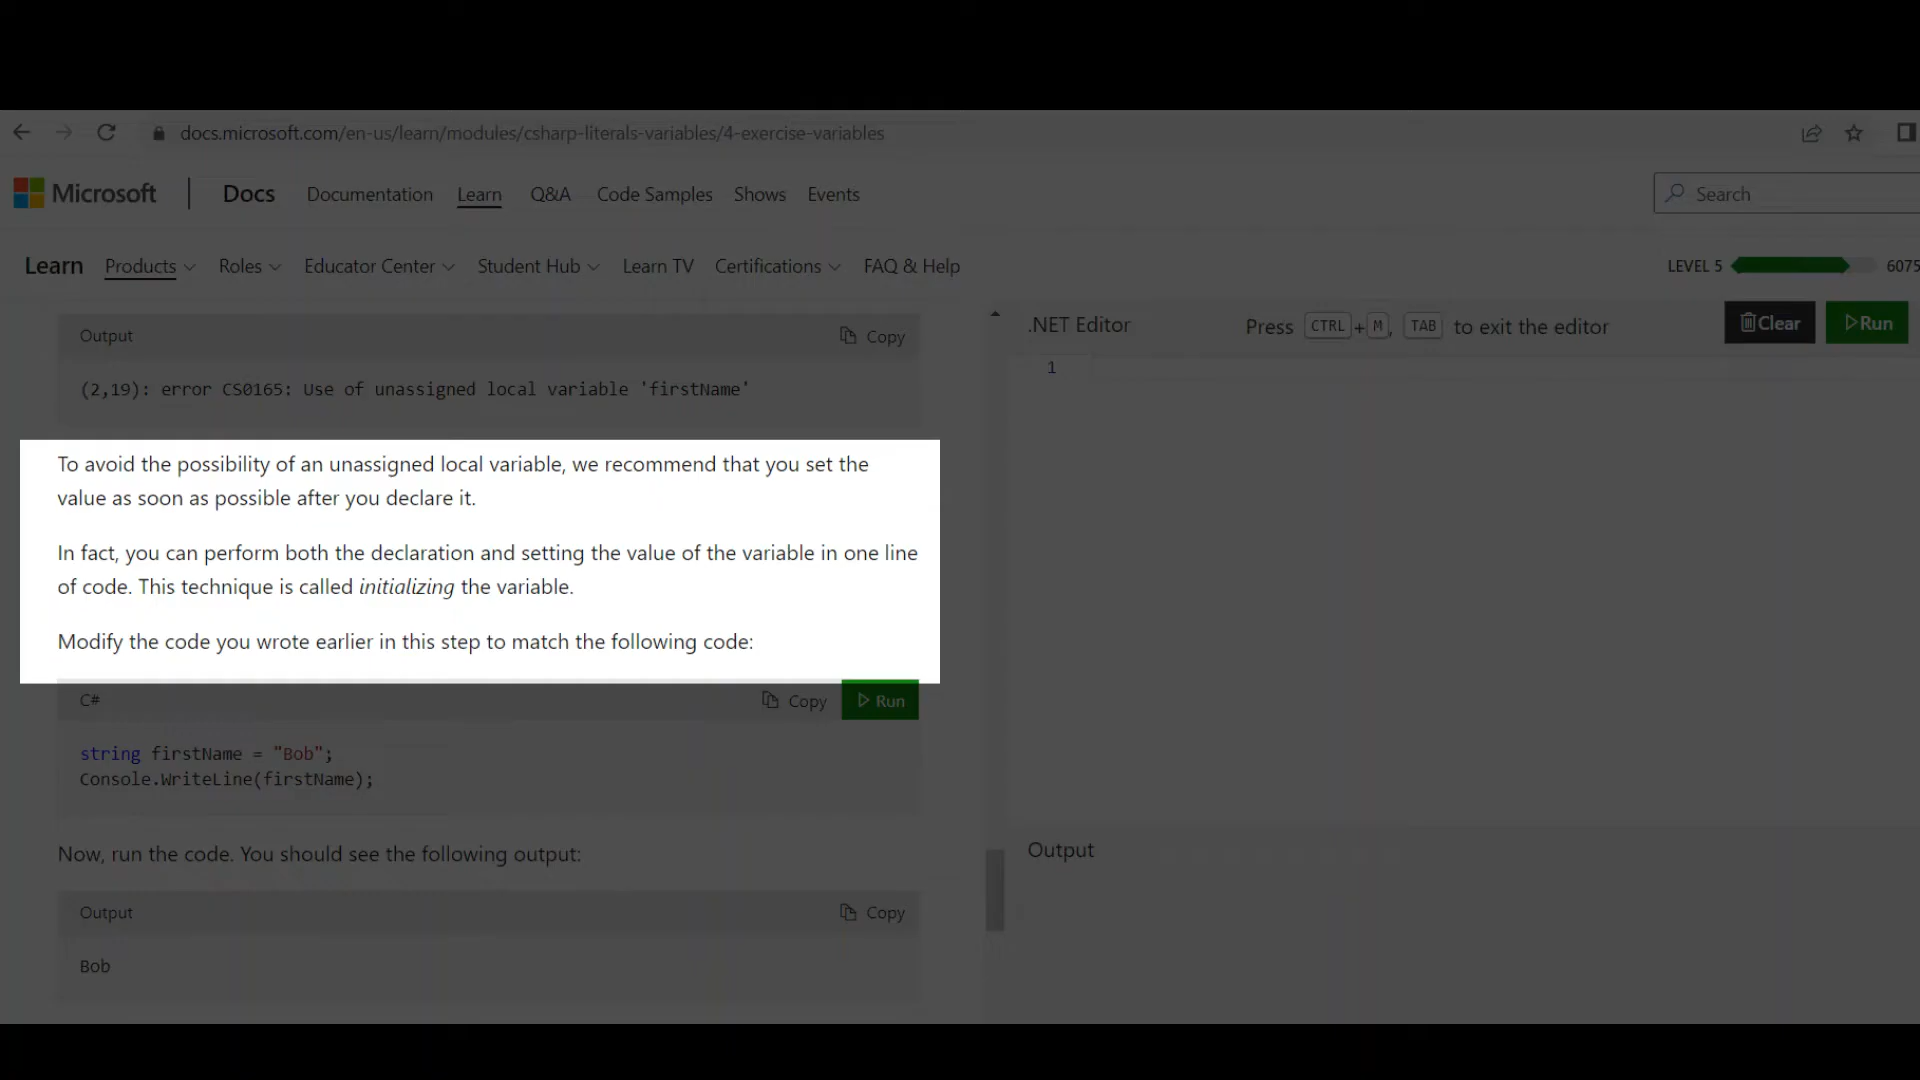 docs.microsoft.com/en-us/learn/modules/csharp-literals-variables/4-exercise-variables
Microsoft Docs Documentation Learn Q&A Code Samples Shows Events Search
Learn Products Roles Educator Center Student Hub Learn TV Certifications FAQ & Help LEVEL 5 6075
Output Copy
(2,19): error CS0165: Use of unassigned local variable 'firstName'
To avoid the possibility of an unassigned local variable, we recommend that you set the
value as soon as possible after you declare it.
In fact, you can perform both the declaration and setting the value of the variable in one line
of code. This technique is called initializing the variable.
Modify the code you wrote earlier in this step to match the following code:
C# Copy Run
string firstName = "Bob";
Console.WriteLine(firstName);
Now, run the code. You should see the following output:
Output Copy
Bob
.NET Editor Press CTRL + M, TAB to exit the editor Clear Run
1
Output